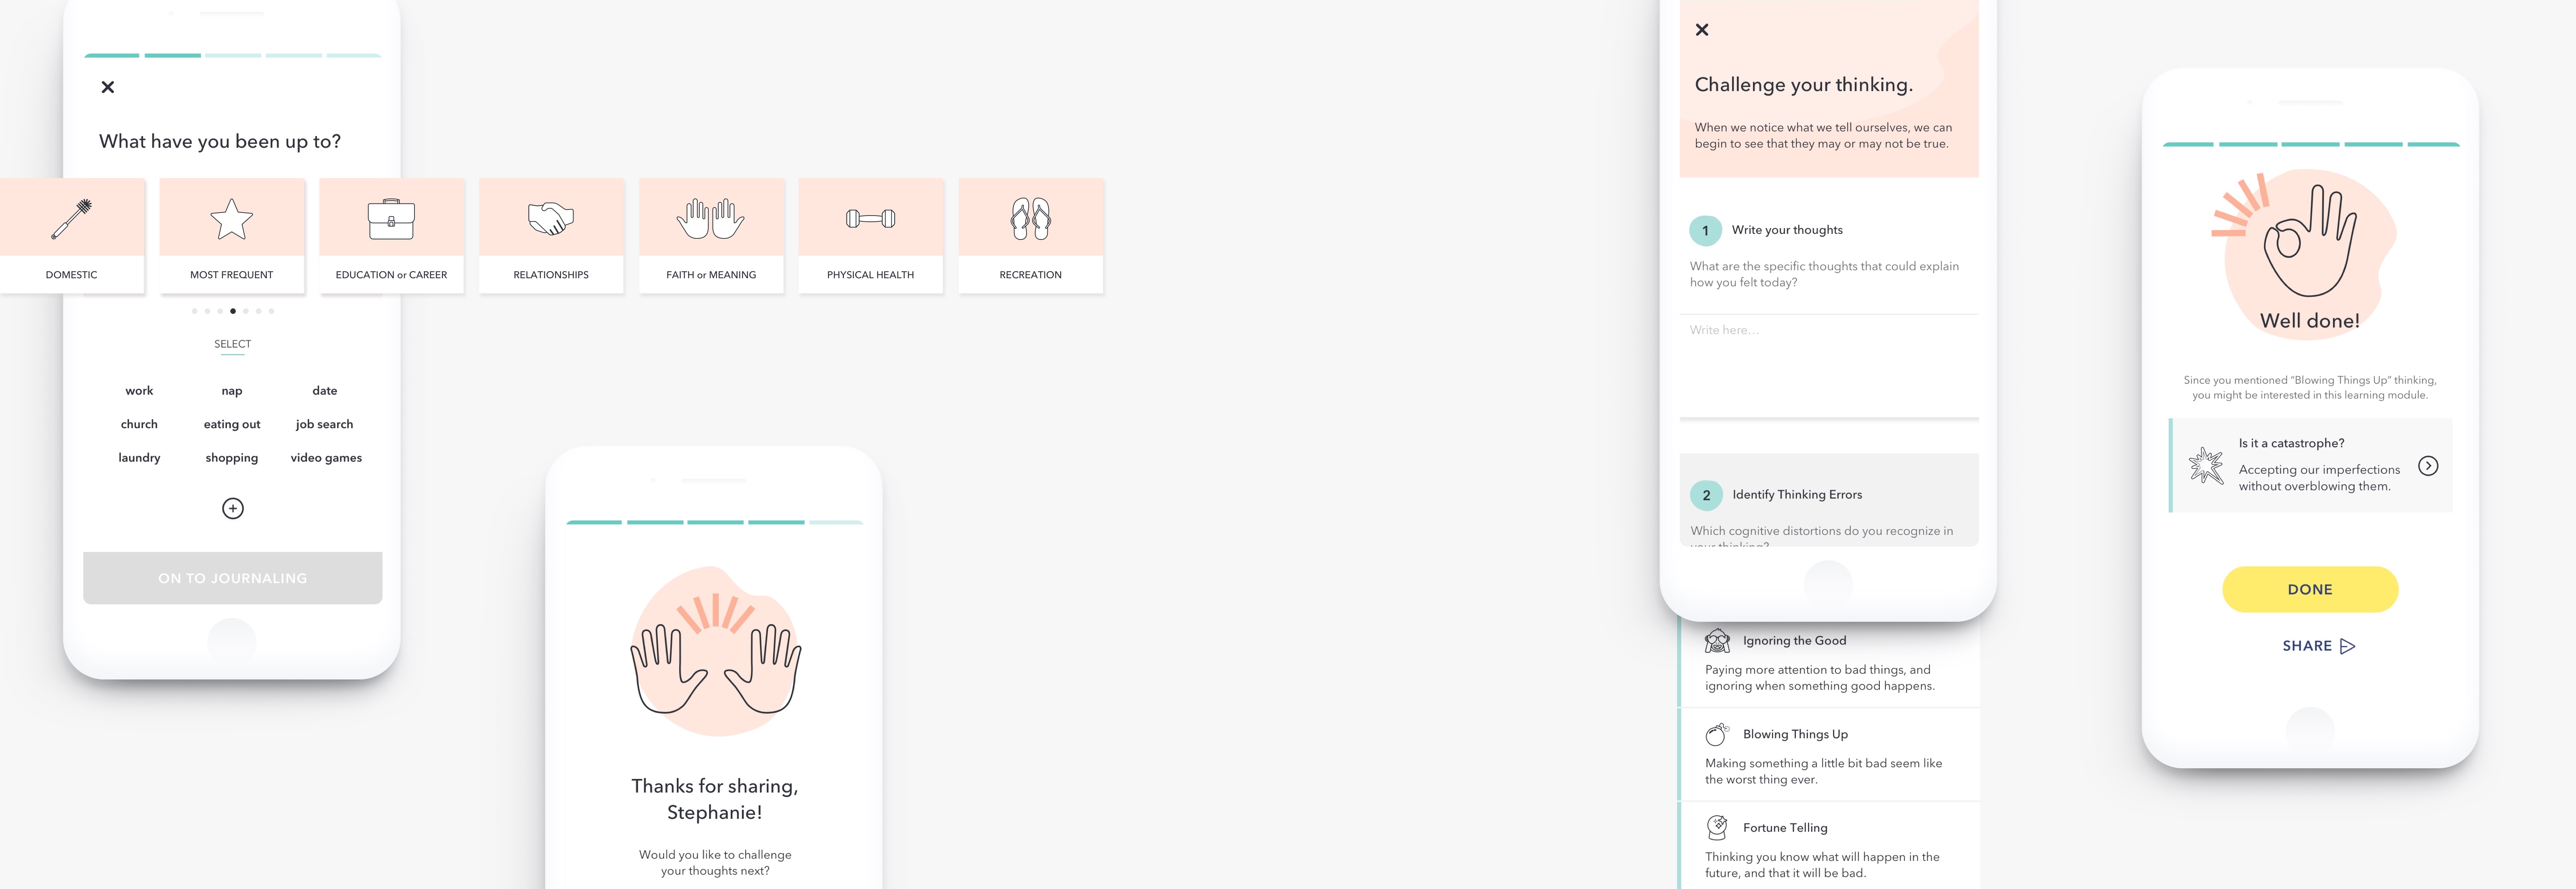 What have you been up to?
DOMESTIC
MOST FREQUENT
EDUCATION or CAREER
RELATIONSHIPS
FAITH or MEANING
PHYSICAL HEALTH
RECREATION
SELECT
work
nap
date
church
eating out
job search
laundry
shopping
video games
ON TO JOURNALING
Thanks for sharing,
Stephanie!
Would you like to challenge
your thoughts next?
Challenge your thinking.
When we notice what we tell ourselves, we can
begin to see that they may or may not be true.
1 Write your thoughts
What are the specific thoughts that could explain
how you felt today?
Write here...
2 Identify Thinking Errors
Which cognitive distortions do you recognize in
your thinking?
Ignoring the Good
Paying more attention to bad things, and
ignoring when something good happens.
Blowing Things Up
Making something a little bit bad seem like
the worst thing ever.
Fortune Telling
Thinking you know what will happen in the
future, and that it will be bad.
Well done!
Since you mentioned “Blowing Things Up” thinking,
you might be interested in this learning module.
Is it a catastrophe?
Accepting our imperfections
without overblowing them.
DONE
SHARE